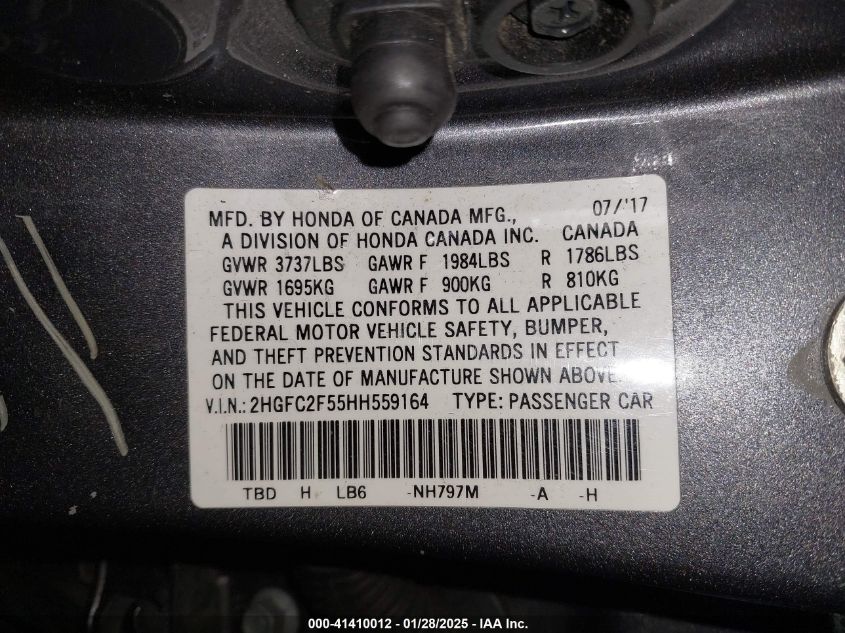 MFD. BY HONDA OF CANADA MFG., 07/'17
A DIVISION OF HONDA CANADA INC. CANADA
GVWR 3737LBS GAWR F 1984LBS R 1786LBS
GVWR 1695KG GAWR F 900KG R 810KG
THIS VEHICLE CONFORMS TO ALL APPLICABLE
FEDERAL MOTOR VEHICLE SAFETY, BUMPER,
AND THEFT PREVENTION STANDARDS IN EFFECT
ON THE DATE OF MANUFACTURE SHOWN ABOVE.
V.I.N.: 2HGFC2F55HH559164 TYPE: PASSENGER CAR
TBD H LB6 -NH797M -A -H
000-41410012 - 01/28/2025 - IAA Inc.